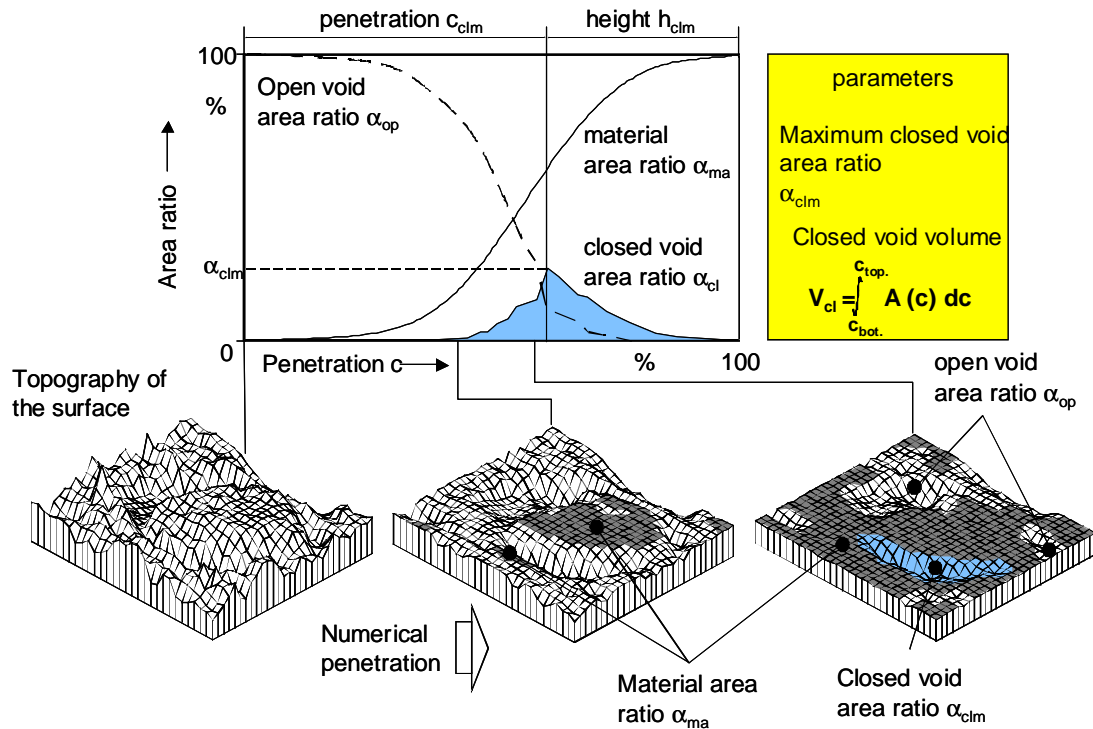 penetration c_clm
height h_clm
100
%
Area ratio
α_clm
0
Open void
area ratio α_op
material
area ratio α_ma
closed void
area ratio α_cl
Penetration c
%
100
parameters
Maximum closed void
area ratio
α_clm
Closed void volume
c_top.
V_cl = ∫ A (c) dc
c_bot.
Topography of
the surface
open void
area ratio α_op
Numerical
penetration
Material area
ratio α_ma
Closed void
area ratio α_clm